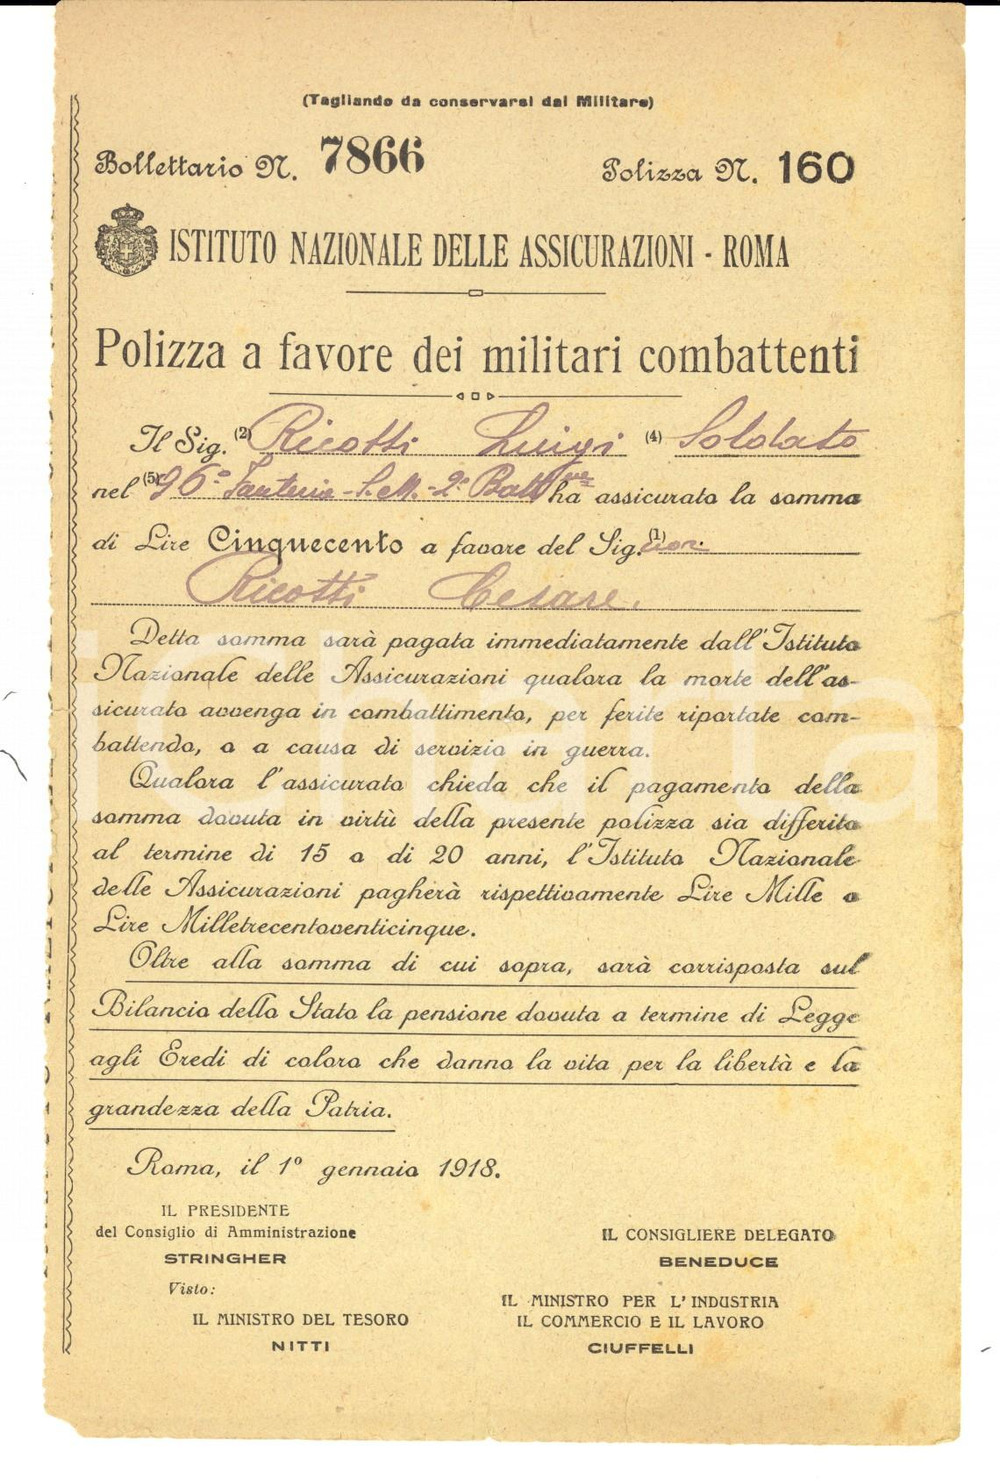 (Tagliando da conservarsi dal Militare)
Bollettario N. 7866 Polizza N. 160
ISTITUTO NAZIONALE DELLE ASSICURAZIONI - ROMA
Polizza a favore dei militari combattenti
Il Sig. (2) Ricotti Luigi (4) Soldato
nel (5) 96° Fanteria - S.M. - 2° Batt ha assicurato la somma
di Lire Cinquecento a favore del Sig. (1)
Ricotti Cesare.
Detta somma sarà pagata immediatamente dall'Istituto
Nazionale delle Assicurazioni qualora la morte dell'as-
sicurato avvenga in combattimento, per ferite riportate com-
battendo, o a causa di servizio in guerra.
Qualora l'assicurato chieda che il pagamento della
somma dovuta in virtù della presente polizza sia differito
al termine di 15 o di 20 anni, l'Istituto Nazionale
delle Assicurazioni pagherà rispettivamente Lire Mille o
Lire Milletrecentoventicinque.
Oltre alla somma di cui sopra, sarà corrisposta sul
Bilancio dello Stato la pensione dovuta a termine di Legge
agli Eredi di coloro che danno la vita per la libertà e la
grandezza della Patria.
Roma, il 1° gennaio 1918.
IL PRESIDENTE
del Consiglio di Amministrazione
STRINGHER
IL CONSIGLIERE DELEGATO
BENEDUCE
Visto:
IL MINISTRO DEL TESORO
NITTI
IL MINISTRO PER L'INDUSTRIA
IL COMMERCIO E IL LAVORO
CIUFFELLI